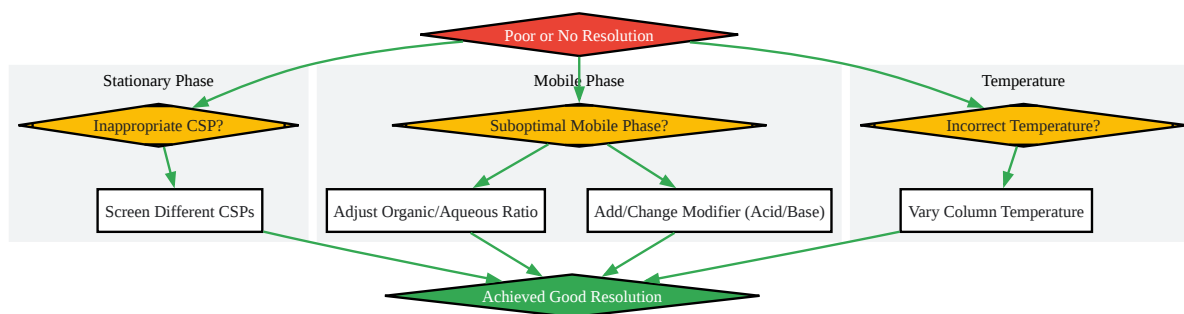 Poor or No Resolution
Stationary Phase
Mobile Phase
Temperature
Inappropriate CSP?
Suboptimal Mobile Phase?
Incorrect Temperature?
Screen Different CSPs
Adjust Organic/Aqueous Ratio
Add/Change Modifier (Acid/Base)
Vary Column Temperature
Achieved Good Resolution